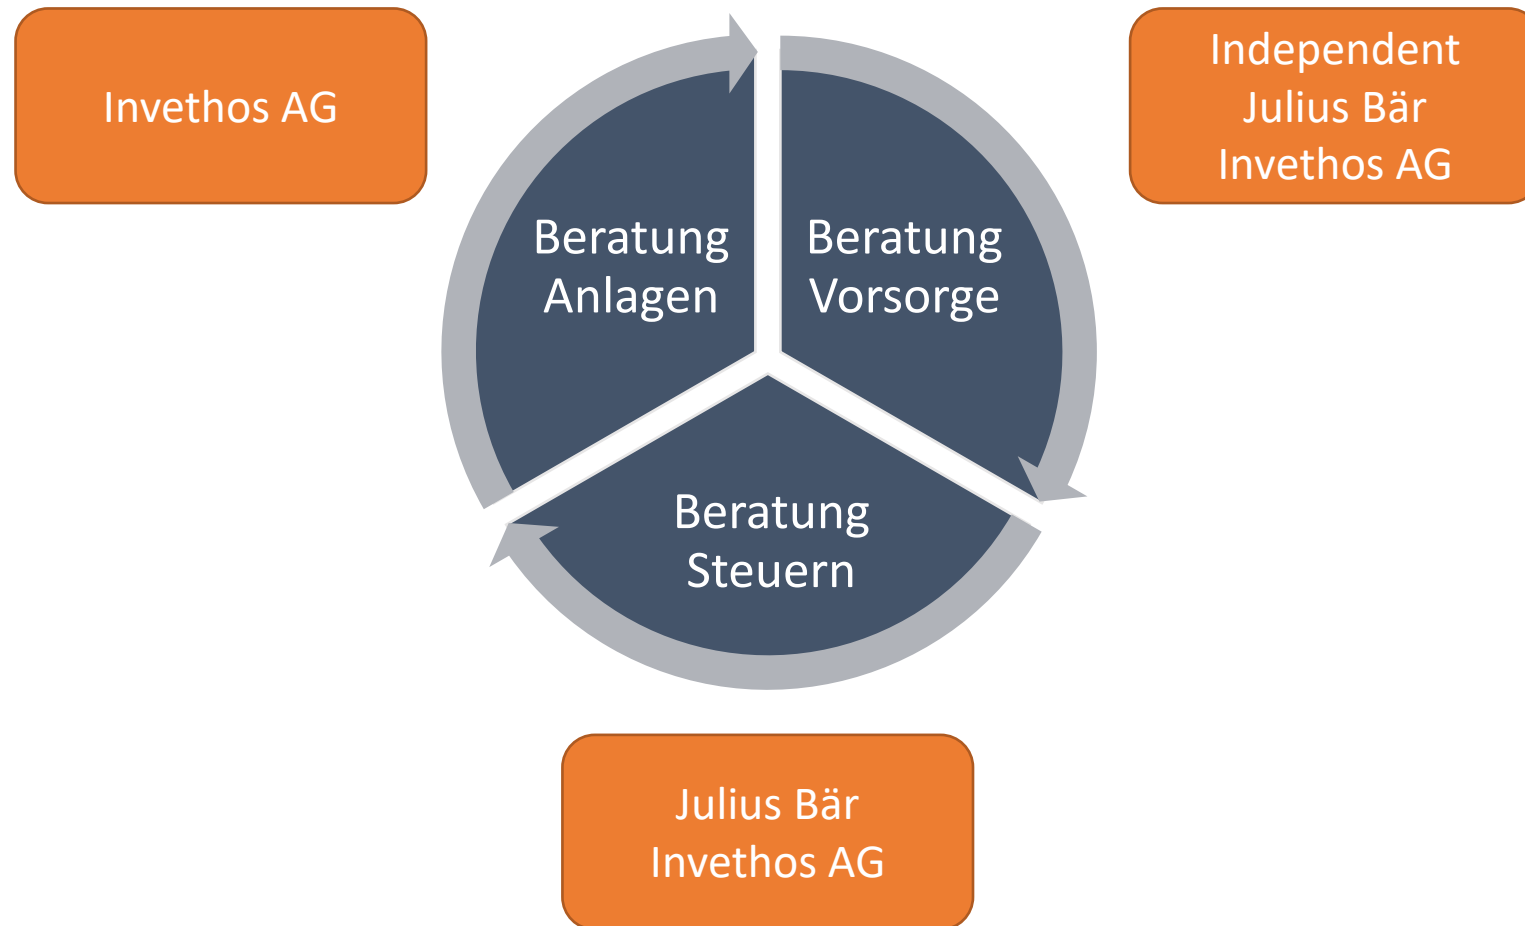 Invethos AG
Independent
Julius Bär
Invethos AG
Beratung
Anlagen
Beratung
Vorsorge
Beratung
Steuern
Julius Bär
Invethos AG